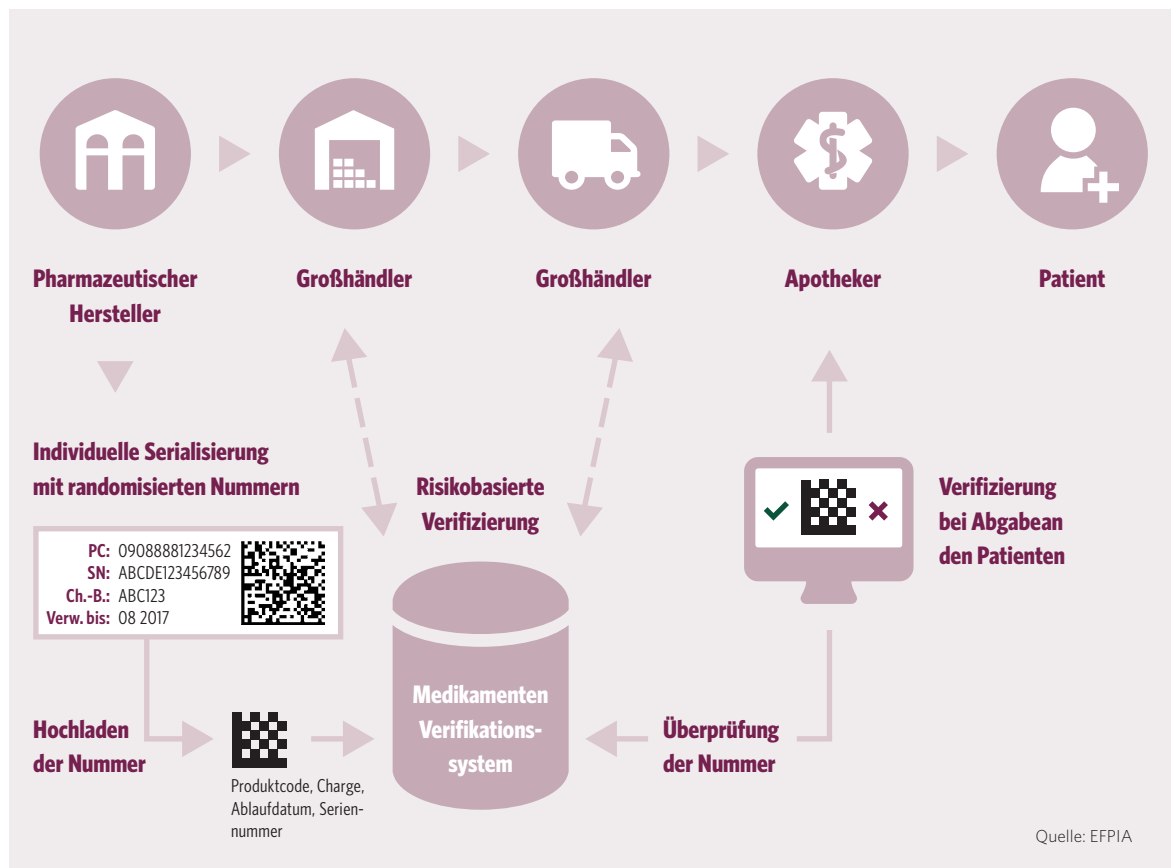 Pharmazeutischer
Hersteller
Großhändler
Großhändler
Apotheker
Patient
Individuelle Serialisierung
mit randomisierten Nummern
PC: 09088881234562
SN: ABCDE123456789
Ch.-B.: ABC123
Verw. bis: 08 2017
Risikobasierte
Verifizierung
Verifizierung
bei Abgabean
den Patienten
Hochladen
der Nummer
Produktcode, Charge,
Ablaufdatum, Serien-
nummer
Medikamenten
Verifikations-
system
Überprüfung
der Nummer
Quelle: EFPIA